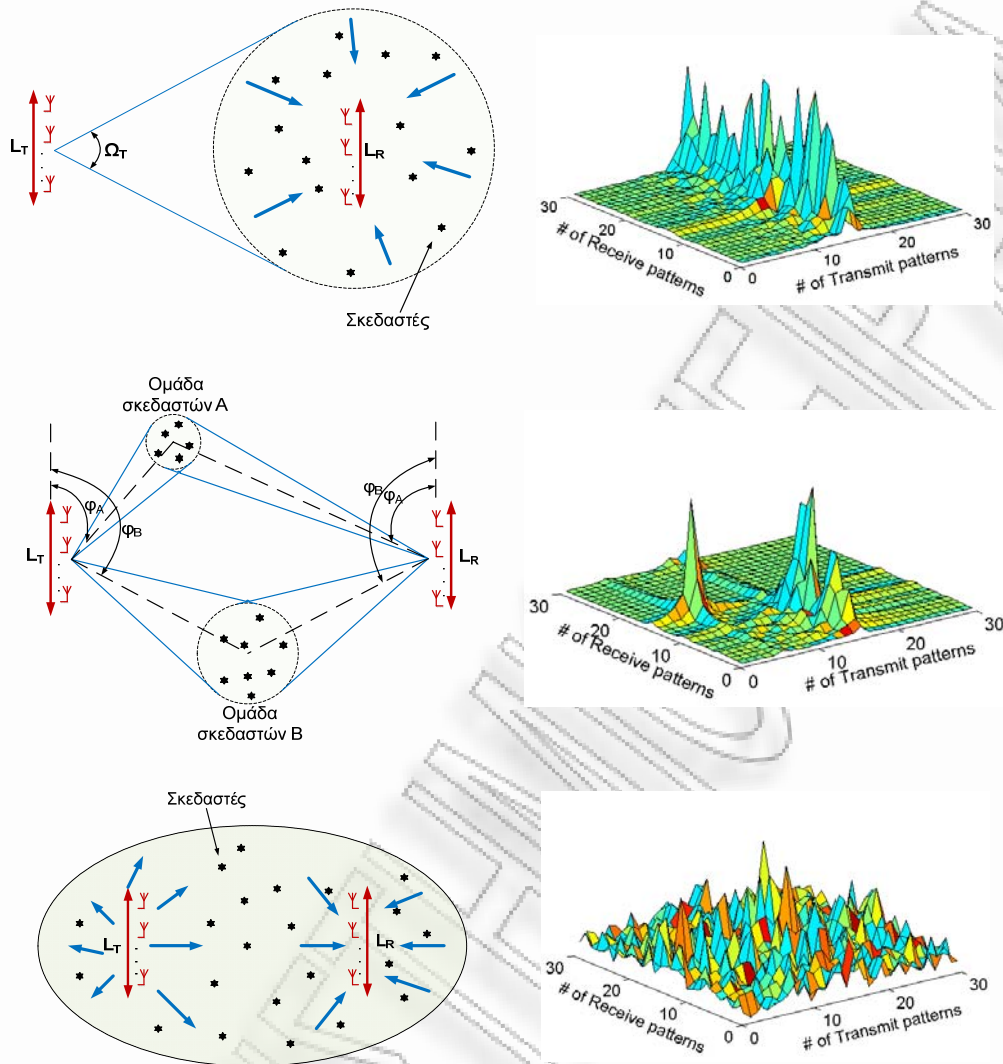 L_T
Ω_T
L_R
Σκεδαστές
30
20
10
0
# of Receive patterns
0
10
20
30
# of Transmit patterns
Ομάδα
σκεδαστών Α
φ_A
φ_B
L_T
φ_B
φ_A
L_R
Ομάδα
σκεδαστών Β
30
20
10
0
# of Receive patterns
0
10
20
30
# of Transmit patterns
Σκεδαστές
L_T
L_R
30
20
10
0
# of Receive patterns
0
10
20
30
# of Transmit patterns